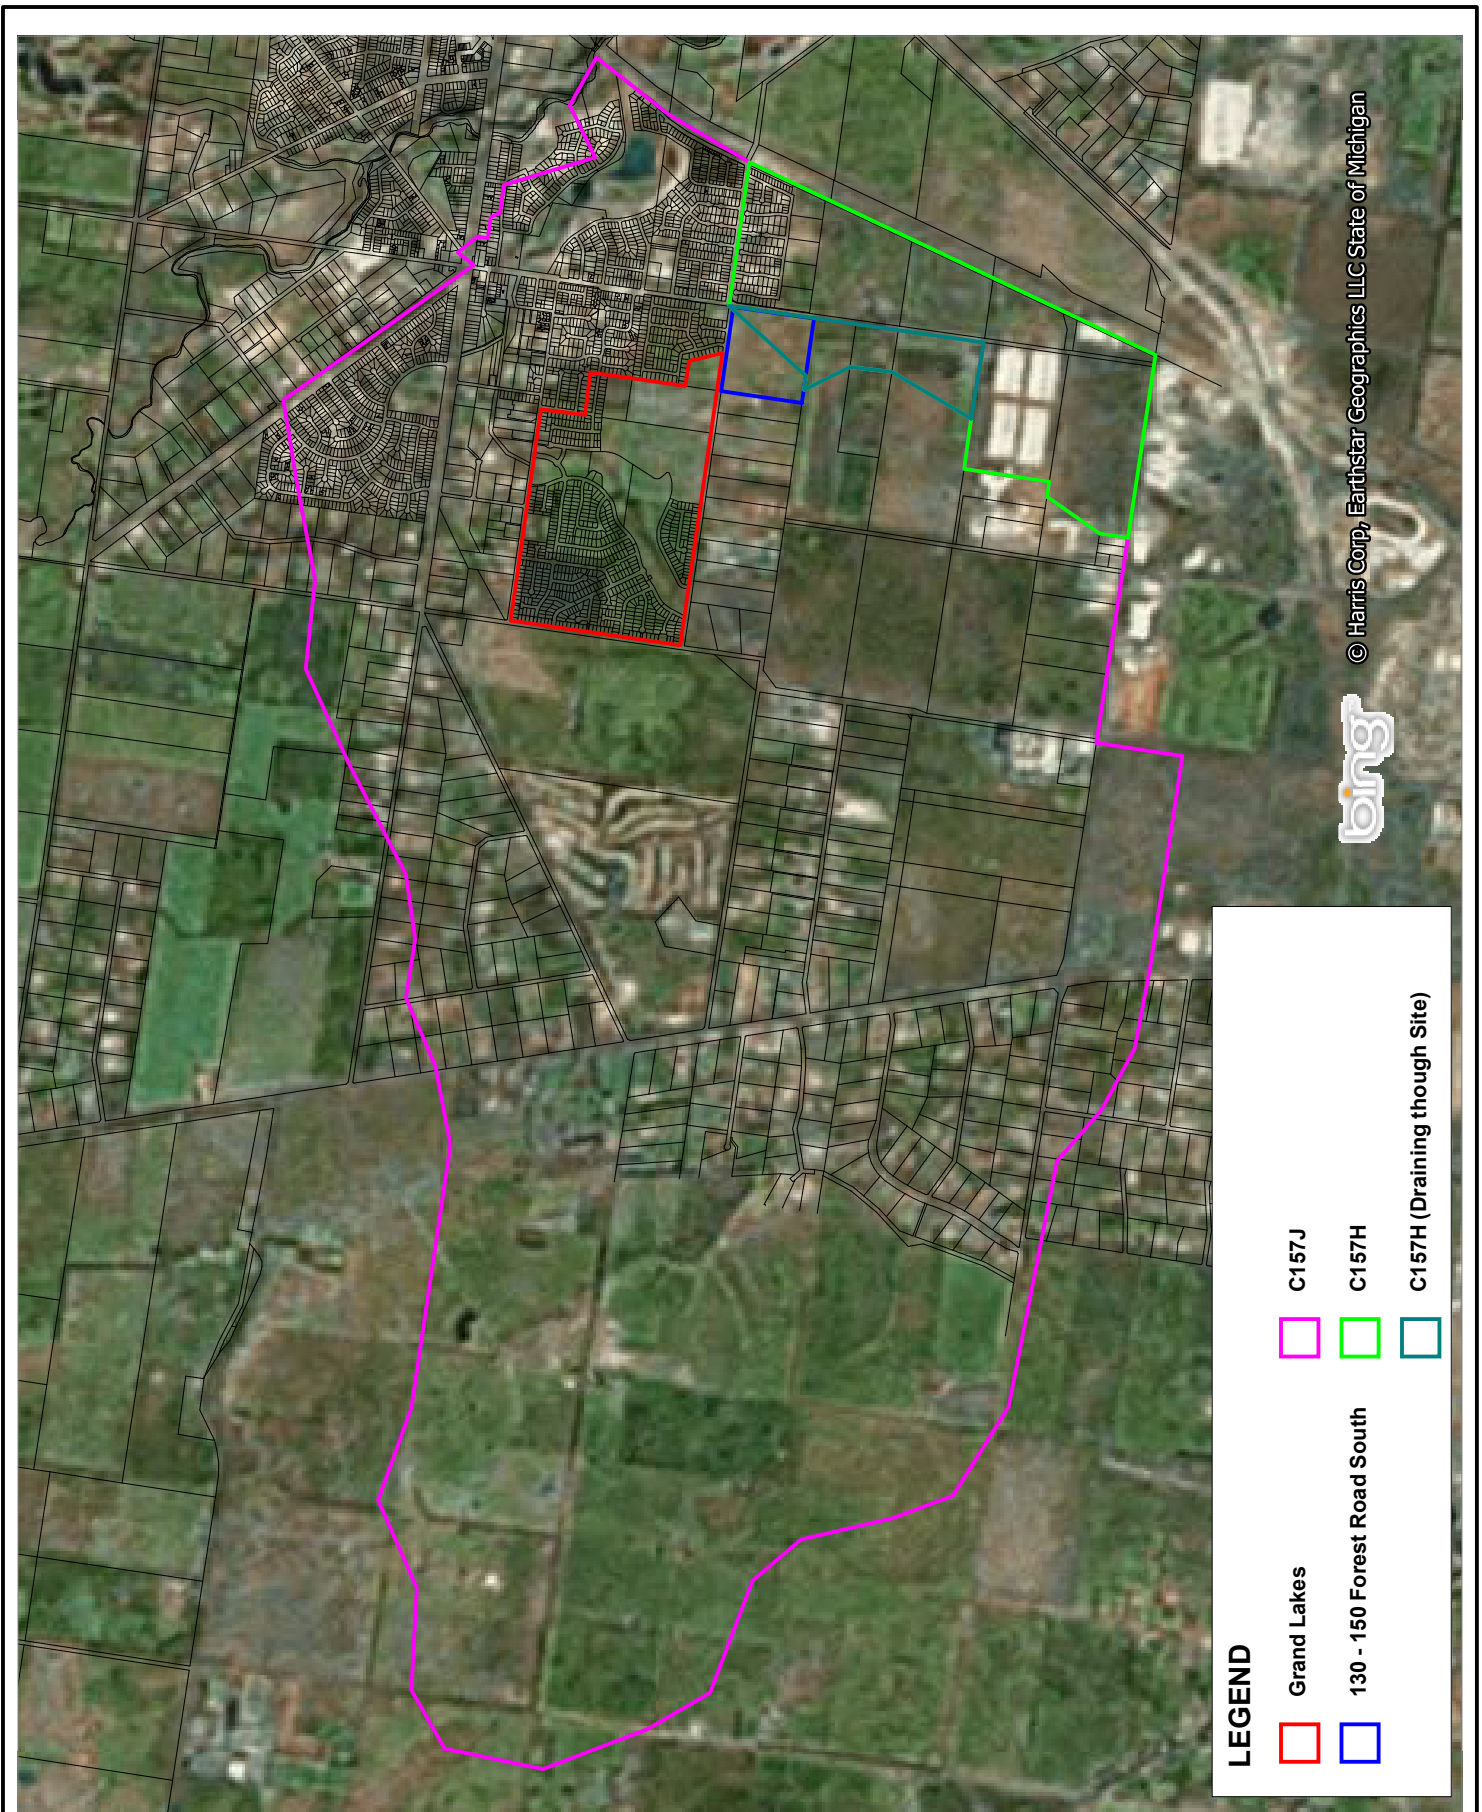 © Harris Corp, Earthstar Geographics LLC State of Michigan
bing
LEGEND
Grand Lakes
130 - 150 Forest Road South
C157J
C157H
C157H (Draining though Site)